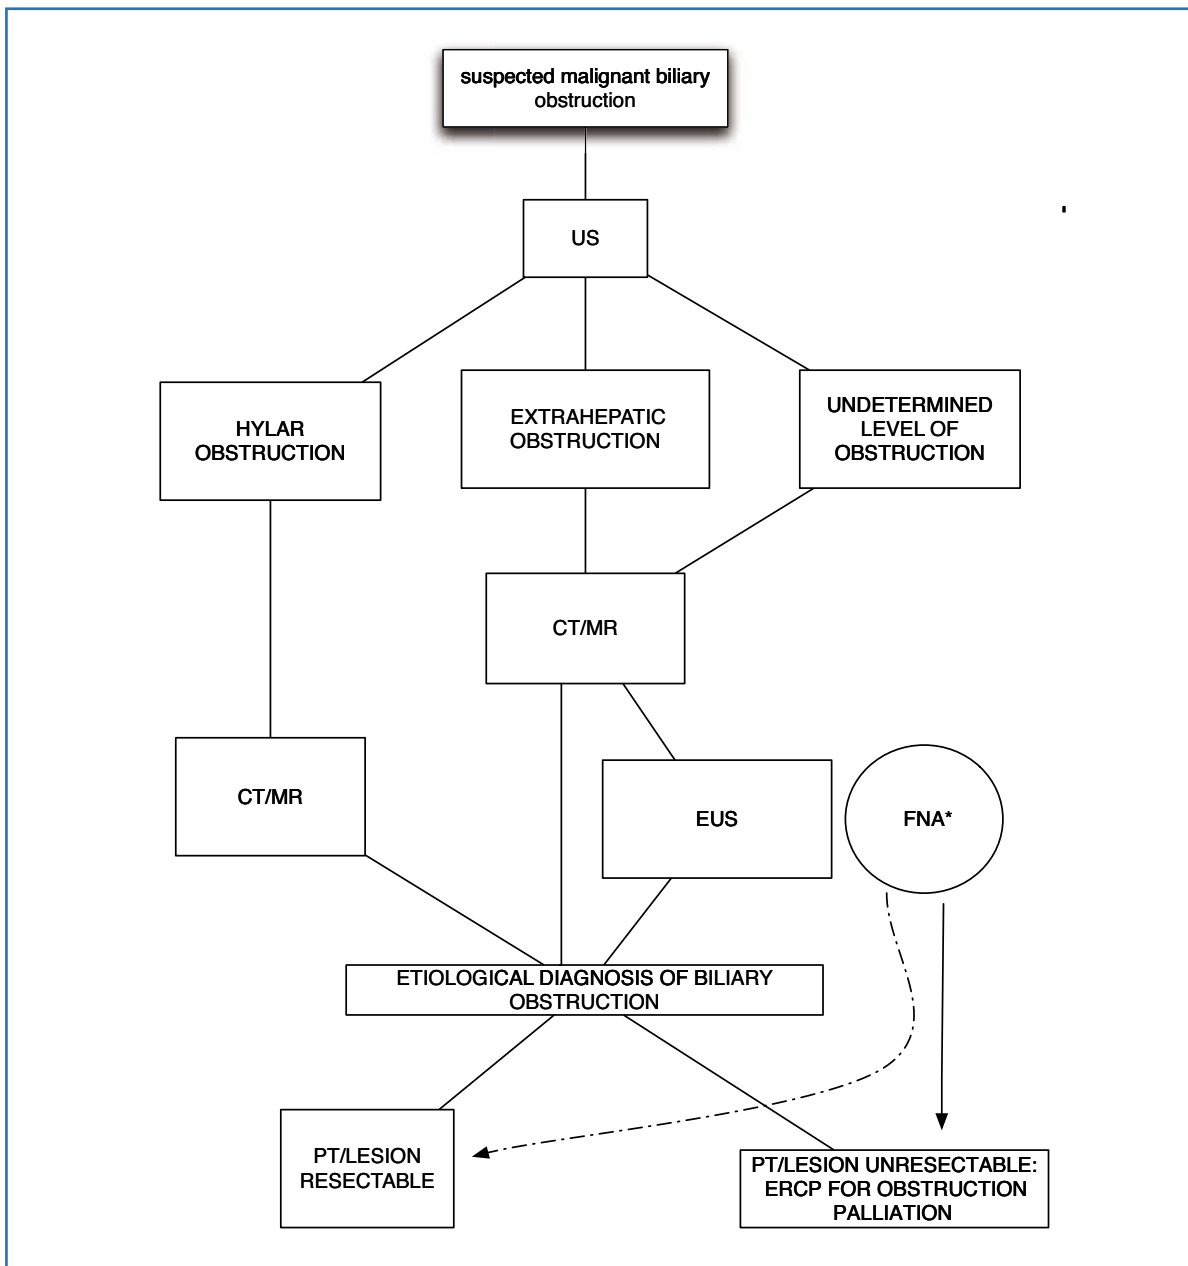 suspected malignant biliary
obstruction
US
HYLAR
OBSTRUCTION
EXTRAHEPATIC
OBSTRUCTION
UNDETERMINED
LEVEL OF
OBSTRUCTION
CT/MR
CT/MR
EUS
FNA*
ETIOLOGICAL DIAGNOSIS OF BILIARY
OBSTRUCTION
PT/LESION
RESECTABLE
PT/LESION UNRESECTABLE:
ERCP FOR OBSTRUCTION
PALLIATION